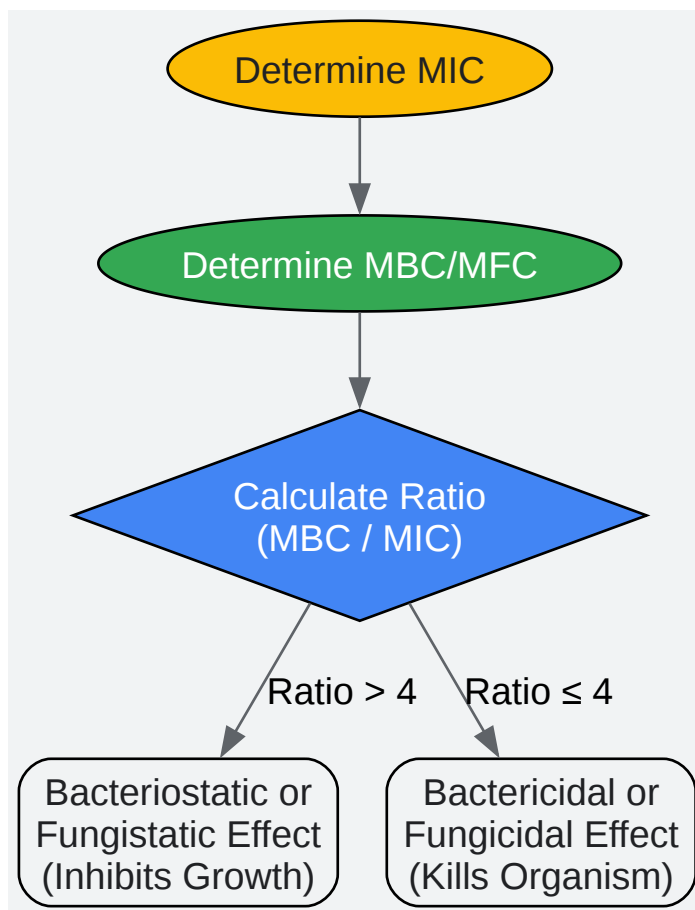 Determine MIC
Determine MBC/MFC
Calculate Ratio
(MBC / MIC)
Ratio > 4
Ratio ≤ 4
Bacteriostatic or
Fungistatic Effect
(Inhibits Growth)
Bactericidal or
Fungicidal Effect
(Kills Organism)